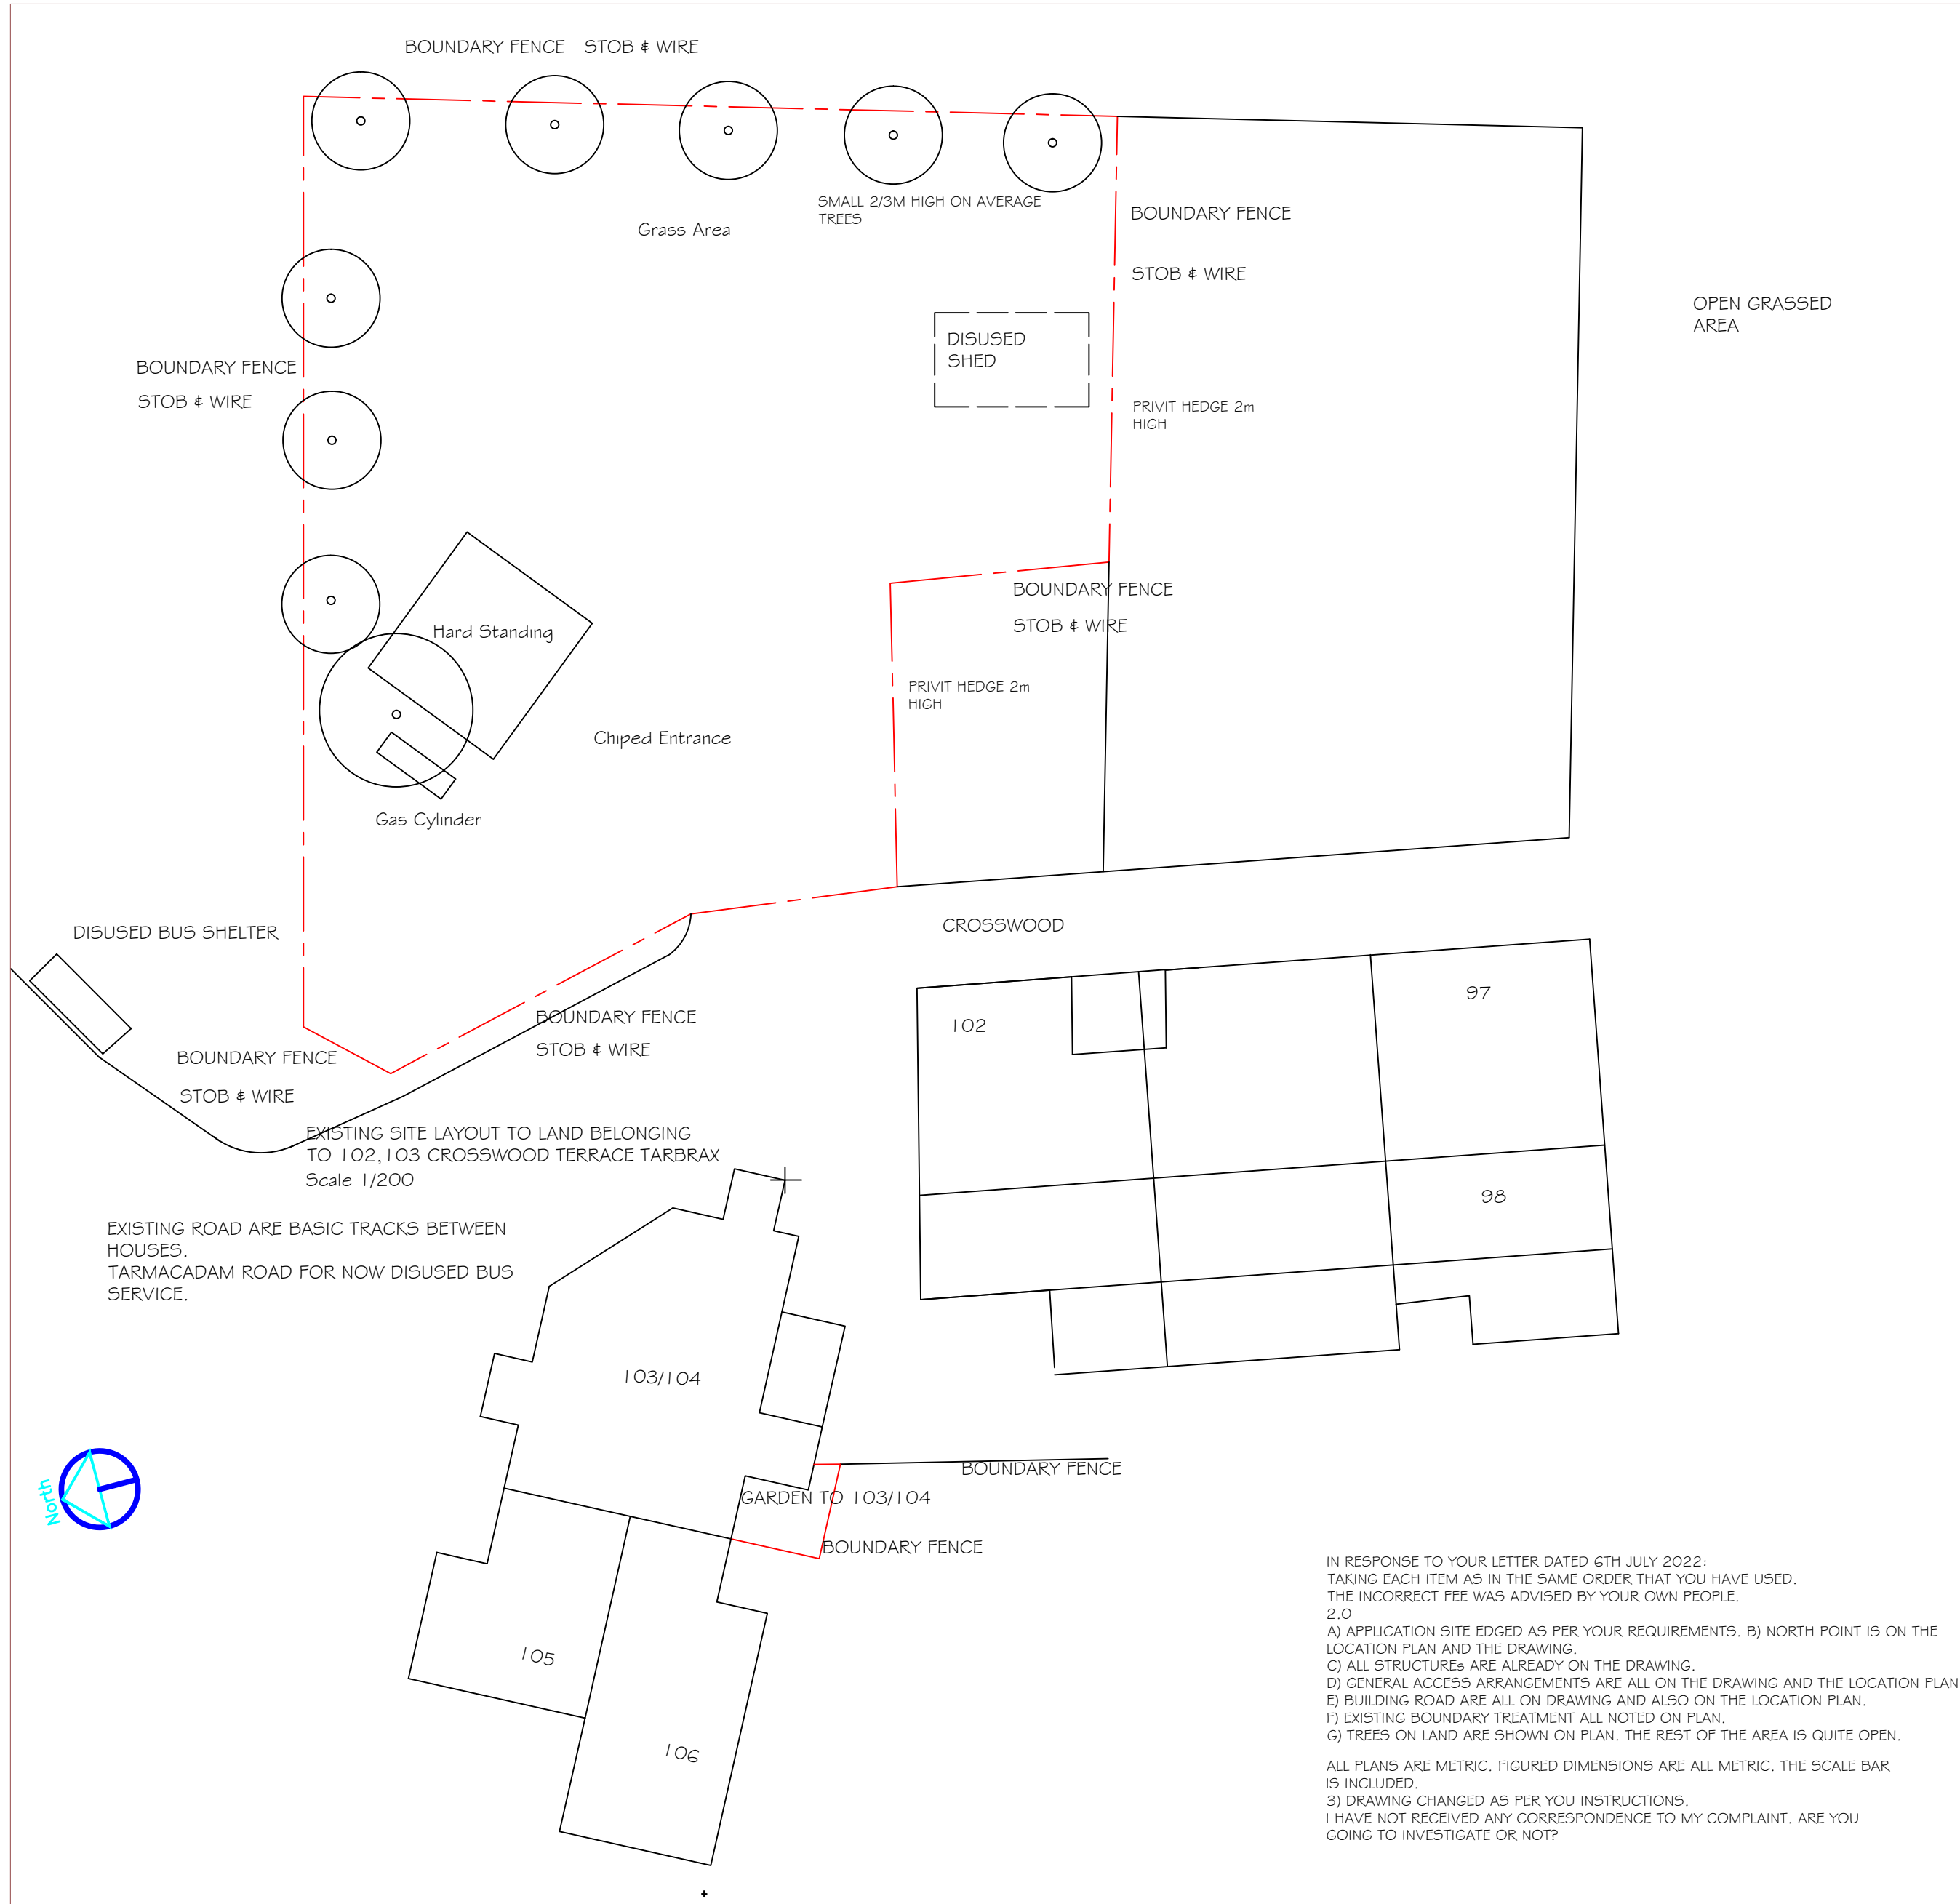 BOUNDARY FENCE STOB & WIRE
SMALL 2/3M HIGH ON AVERAGE
TREES
Grass Area
BOUNDARY FENCE
STOB & WIRE
OPEN GRASSED
AREA
DISUSED
SHED
BOUNDARY FENCE
STOB & WIRE
PRIVIT HEDGE 2m
HIGH
BOUNDARY FENCE
STOB & WIRE
Hard Standing
PRIVIT HEDGE 2m
HIGH
Chiped Entrance
Gas Cylinder
DISUSED BUS SHELTER
CROSSWOOD
97
102
BOUNDARY FENCE
STOB & WIRE
BOUNDARY FENCE
STOB & WIRE
EXISTING SITE LAYOUT TO LAND BELONGING
TO 102,103 CROSSWOOD TERRACE TARBRAX
Scale 1/200
98
EXISTING ROAD ARE BASIC TRACKS BETWEEN
HOUSES.
TARMACADAM ROAD FOR NOW DISUSED BUS
SERVICE.
103/104
BOUNDARY FENCE
GARDEN TO 103/104
BOUNDARY FENCE
North
105
106
IN RESPONSE TO YOUR LETTER DATED 6TH JULY 2022:
TAKING EACH ITEM AS IN THE SAME ORDER THAT YOU HAVE USED.
THE INCORRECT FEE WAS ADVISED BY YOUR OWN PEOPLE.
2.0
A) APPLICATION SITE EDGED AS PER YOUR REQUIREMENTS. B) NORTH POINT IS ON THE
LOCATION PLAN AND THE DRAWING.
C) ALL STRUCTUREs ARE ALREADY ON THE DRAWING.
D) GENERAL ACCESS ARRANGEMENTS ARE ALL ON THE DRAWING AND THE LOCATION PLAN
E) BUILDING ROAD ARE ALL ON DRAWING AND ALSO ON THE LOCATION PLAN.
F) EXISTING BOUNDARY TREATMENT ALL NOTED ON PLAN.
G) TREES ON LAND ARE SHOWN ON PLAN. THE REST OF THE AREA IS QUITE OPEN.
ALL PLANS ARE METRIC. FIGURED DIMENSIONS ARE ALL METRIC. THE SCALE BAR
IS INCLUDED.
3) DRAWING CHANGED AS PER YOU INSTRUCTIONS.
I HAVE NOT RECEIVED ANY CORRESPONDENCE TO MY COMPLAINT. ARE YOU
GOING TO INVESTIGATE OR NOT?